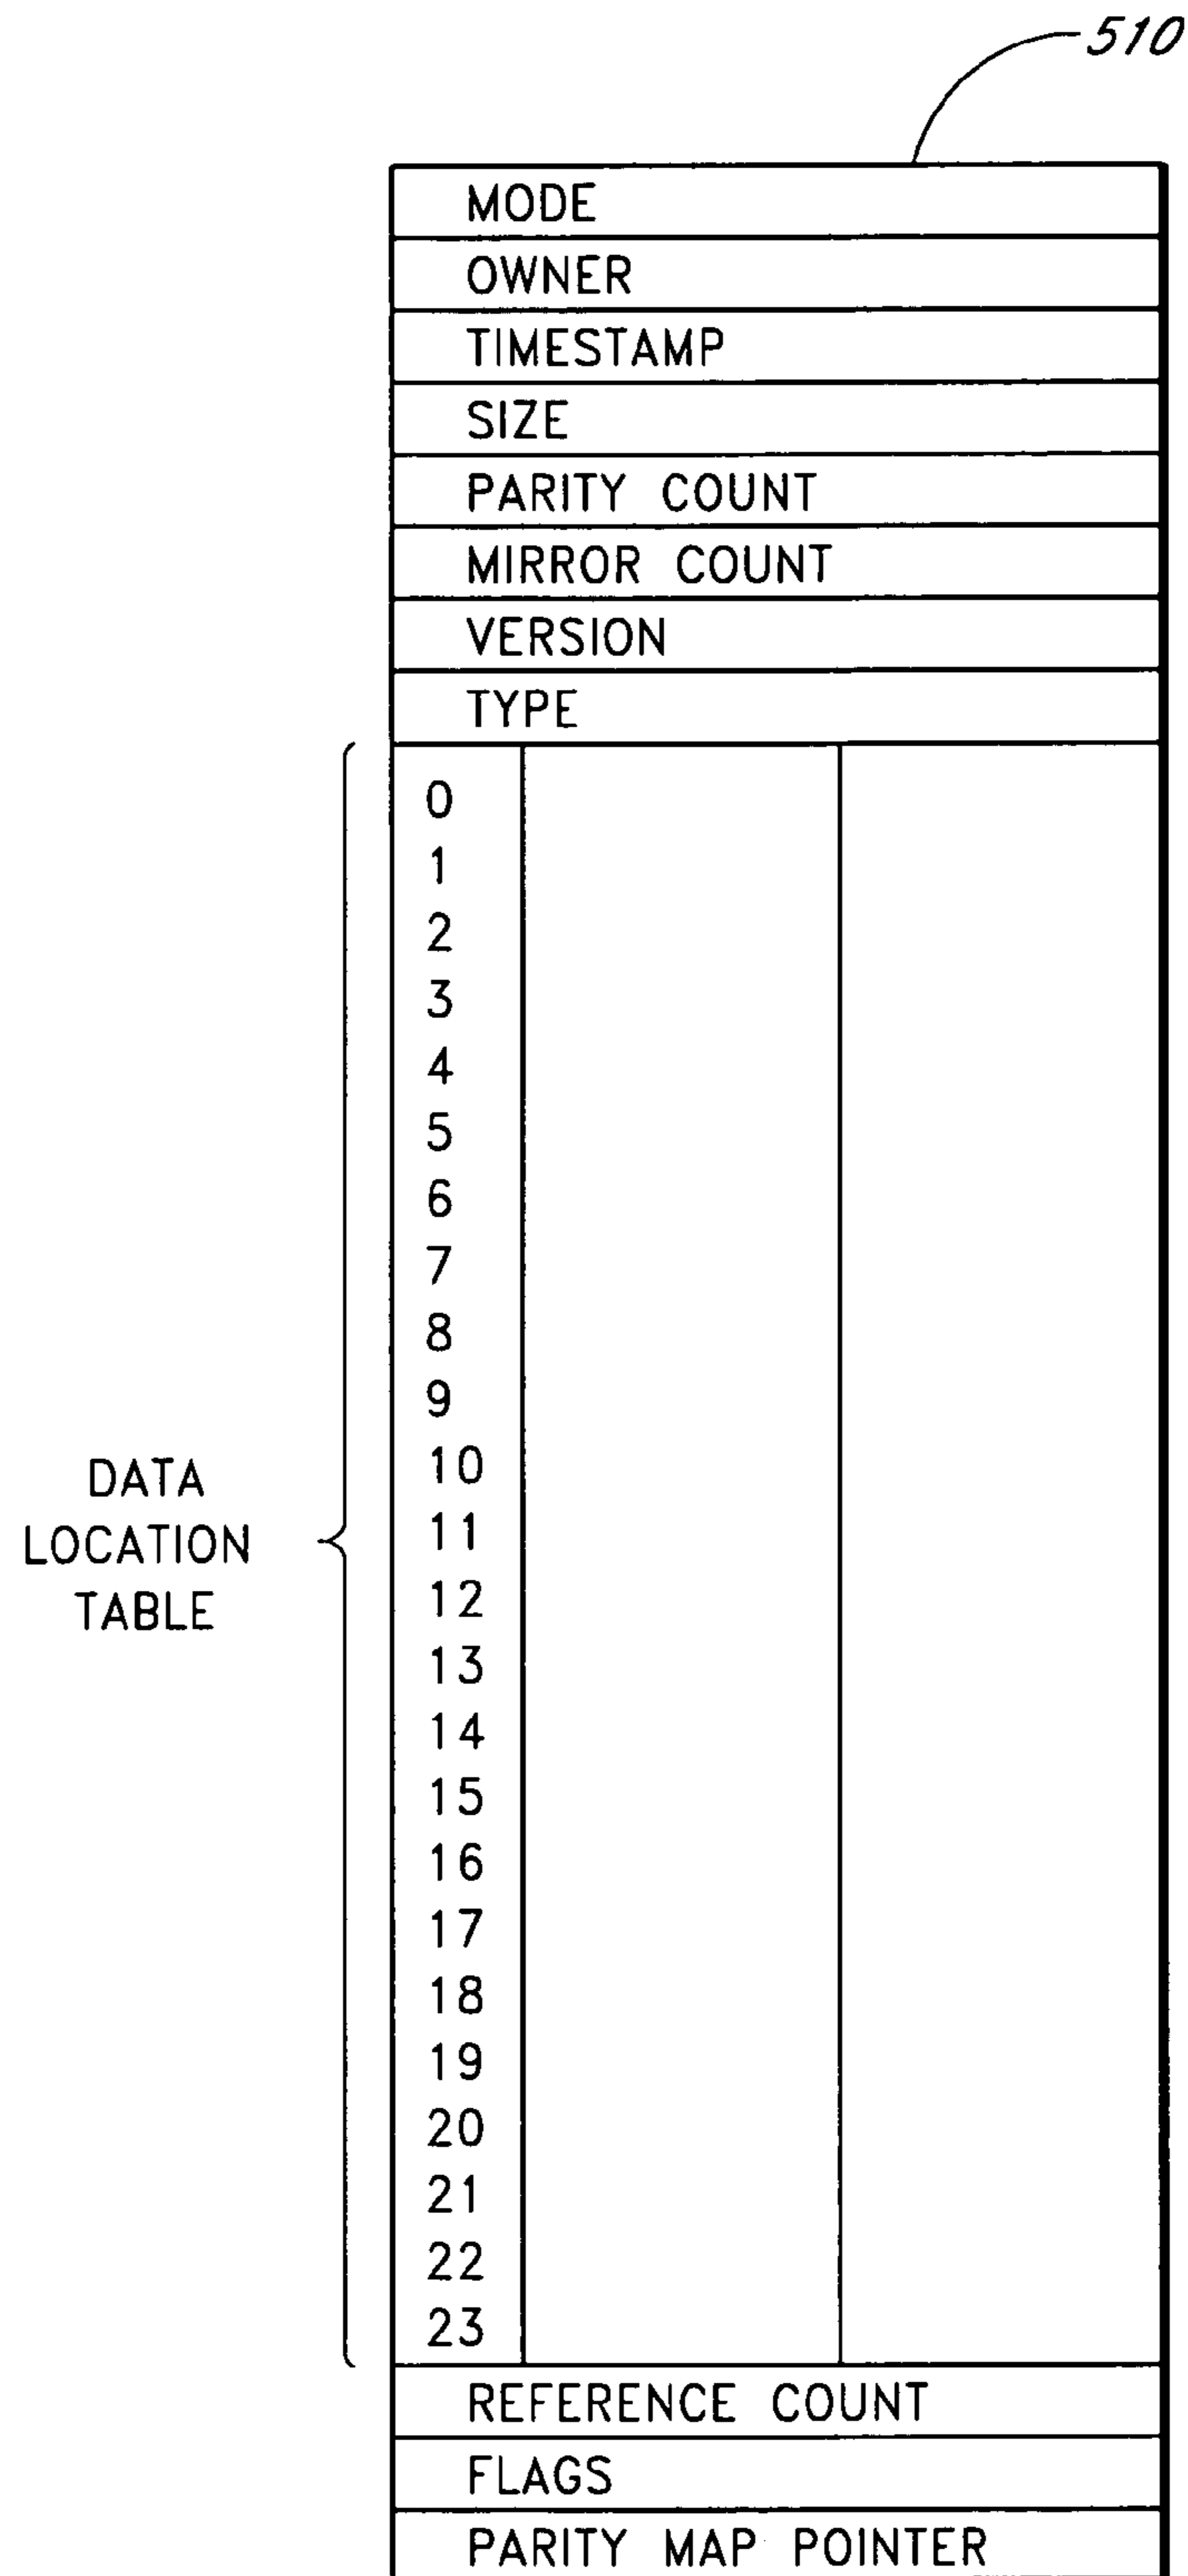 510
MODE
OWNER
TIMESTAMP
SIZE
PARITY COUNT
MIRROR COUNT
VERSION
TYPE
0
1
2
3
4
5
6
7
8
9
10
11
12
13
14
15
16
17
18
19
20
21
22
23
DATA
LOCATION
TABLE
REFERENCE COUNT
FLAGS
PARITY MAP POINTER